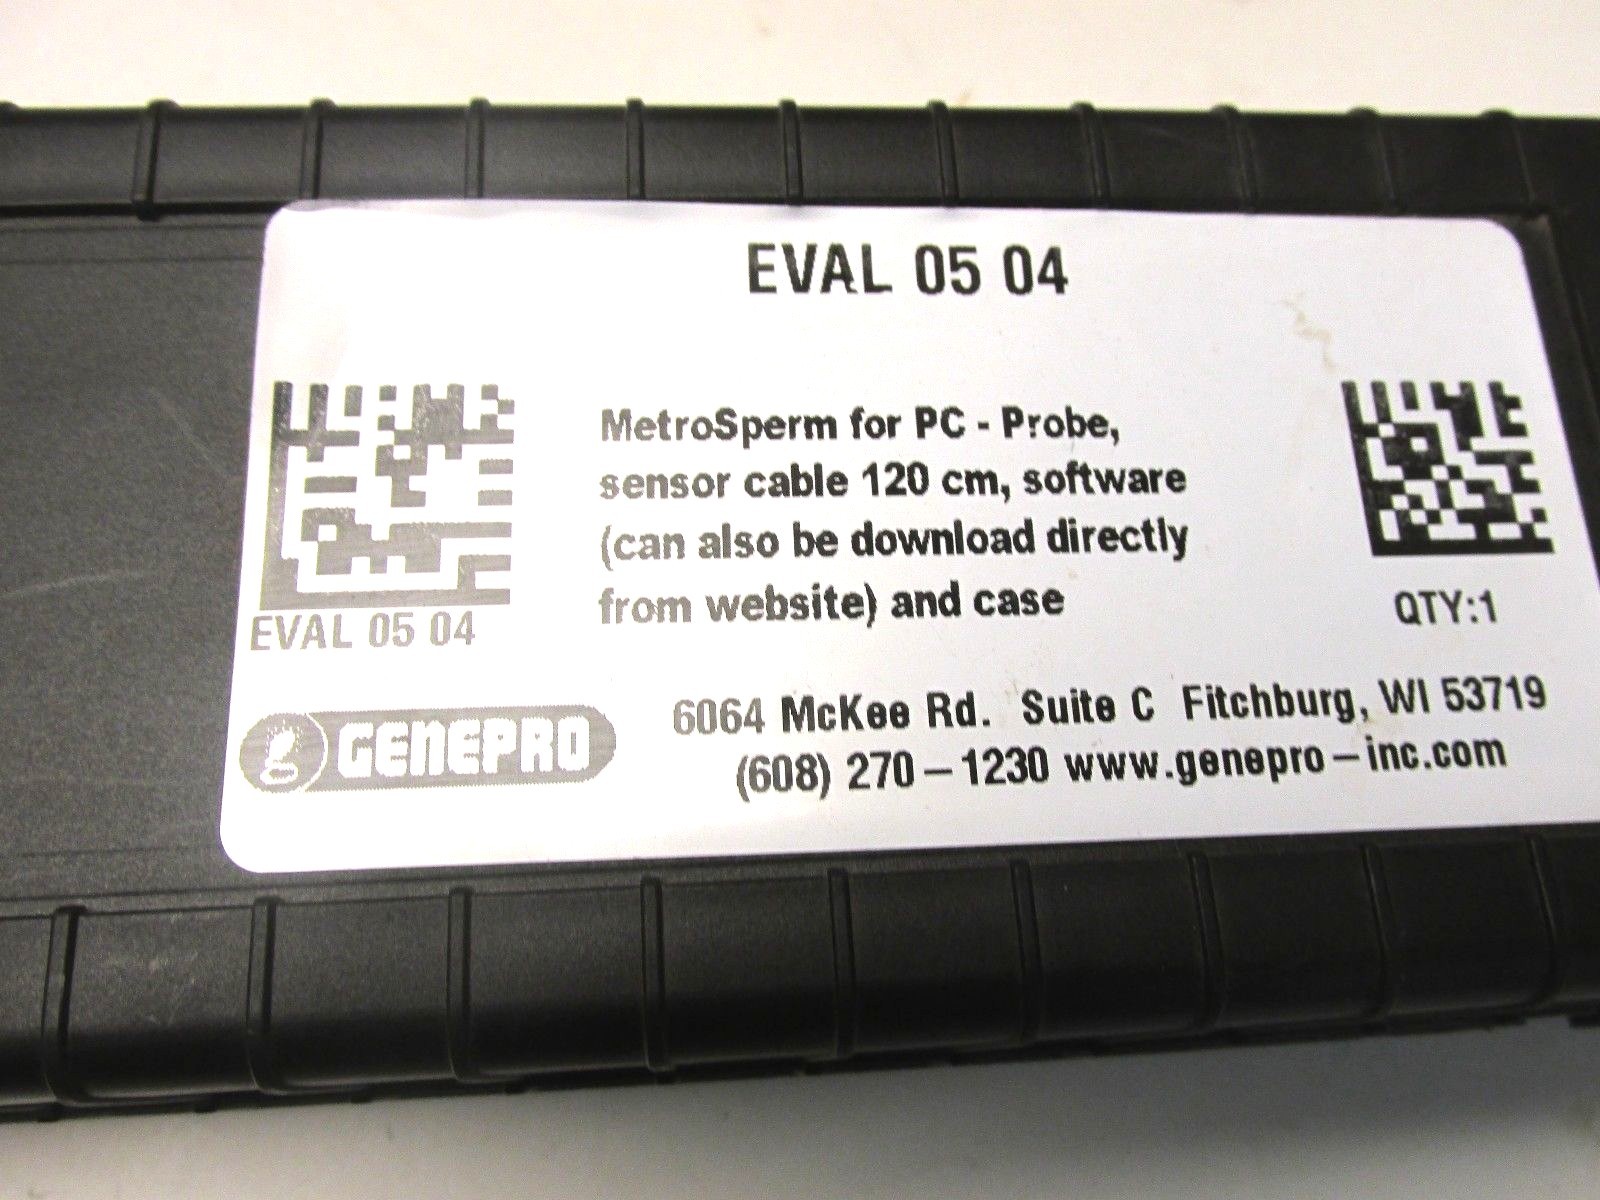 EVAL 05 04
MetroSperm for PC - Probe,
sensor cable 120 cm, software
(can also be download directly
from website) and case
EVAL 05 04
QTY:1
GENEPRO
6064 McKee Rd. Suite C Fitchburg, WI 53719
(608) 270-1230 www.genepro-inc.com